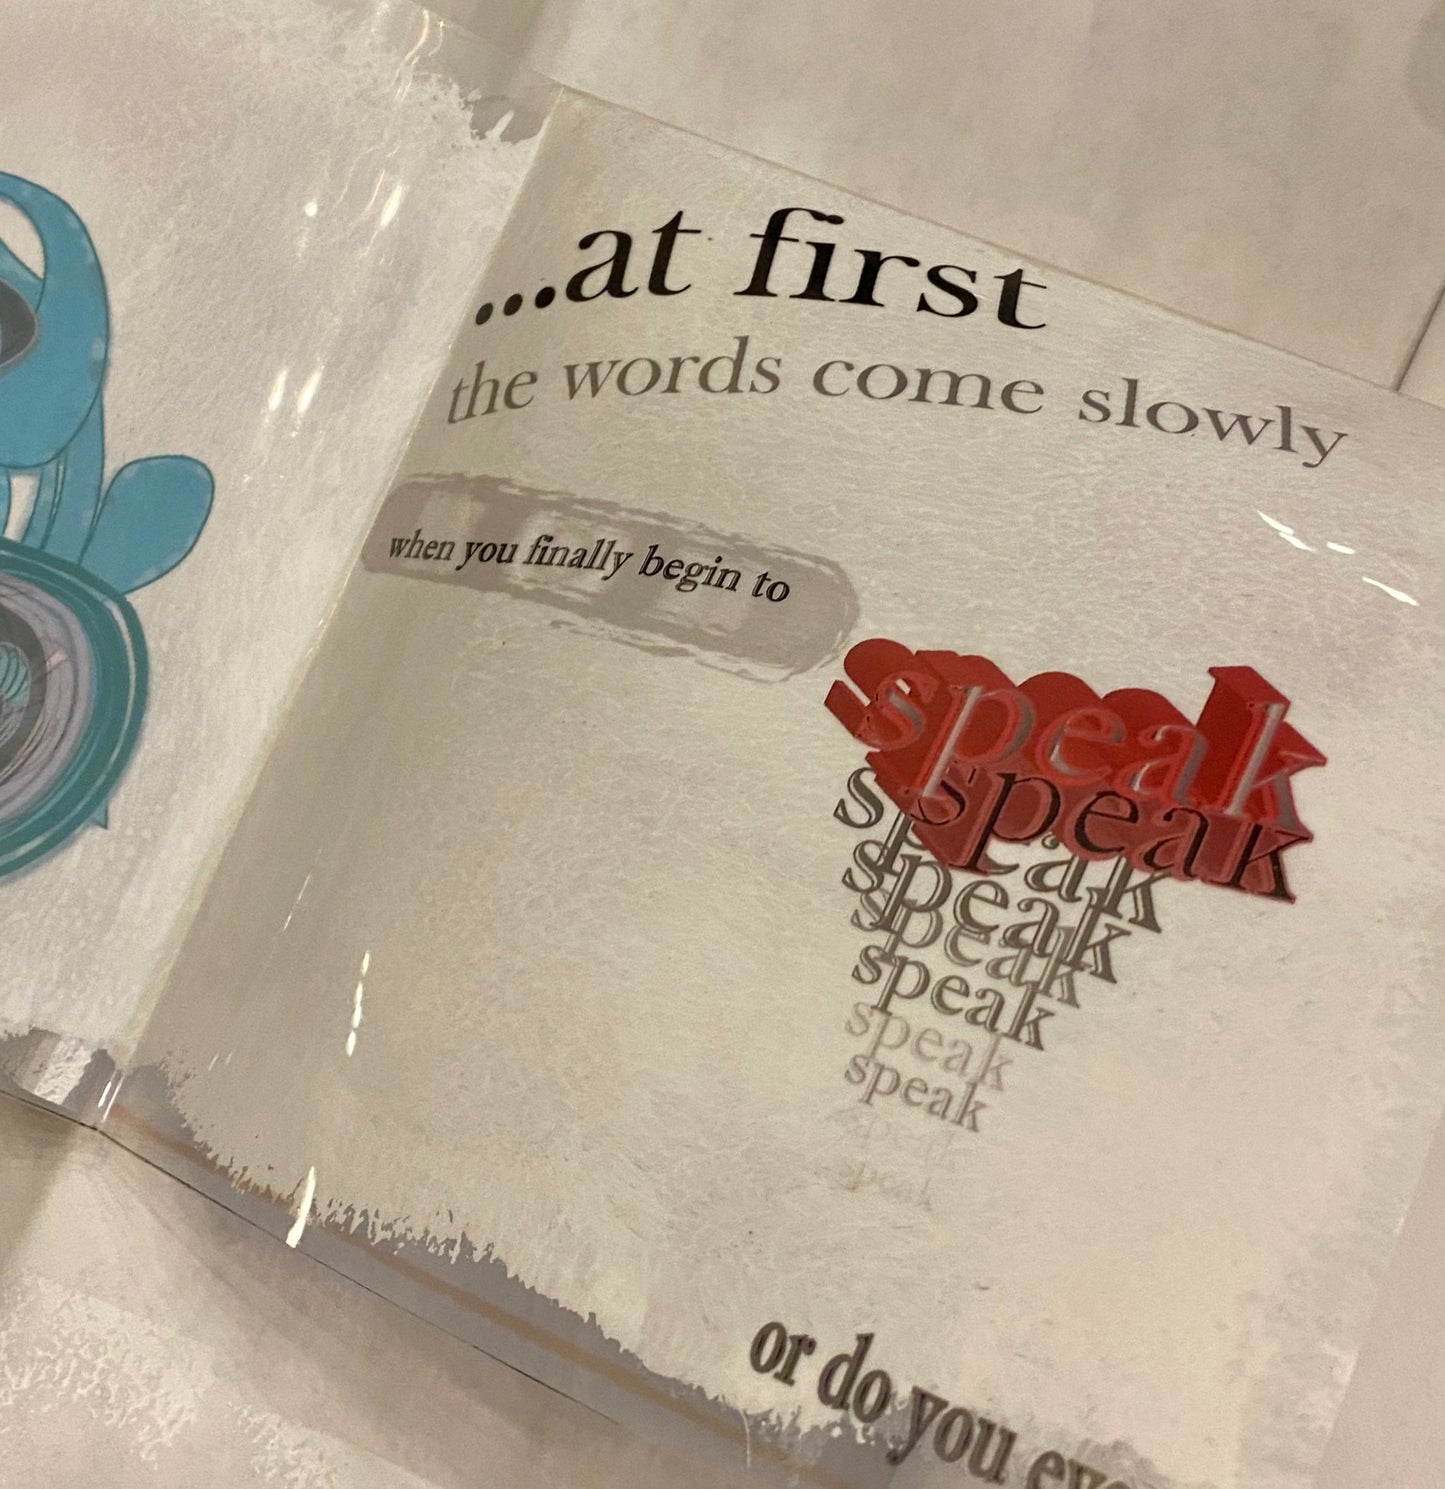 ...at first
the words come slowly
when you finally begin to
speak
speak
speak
speak
speak
speak
speak
speak
speak
or do you